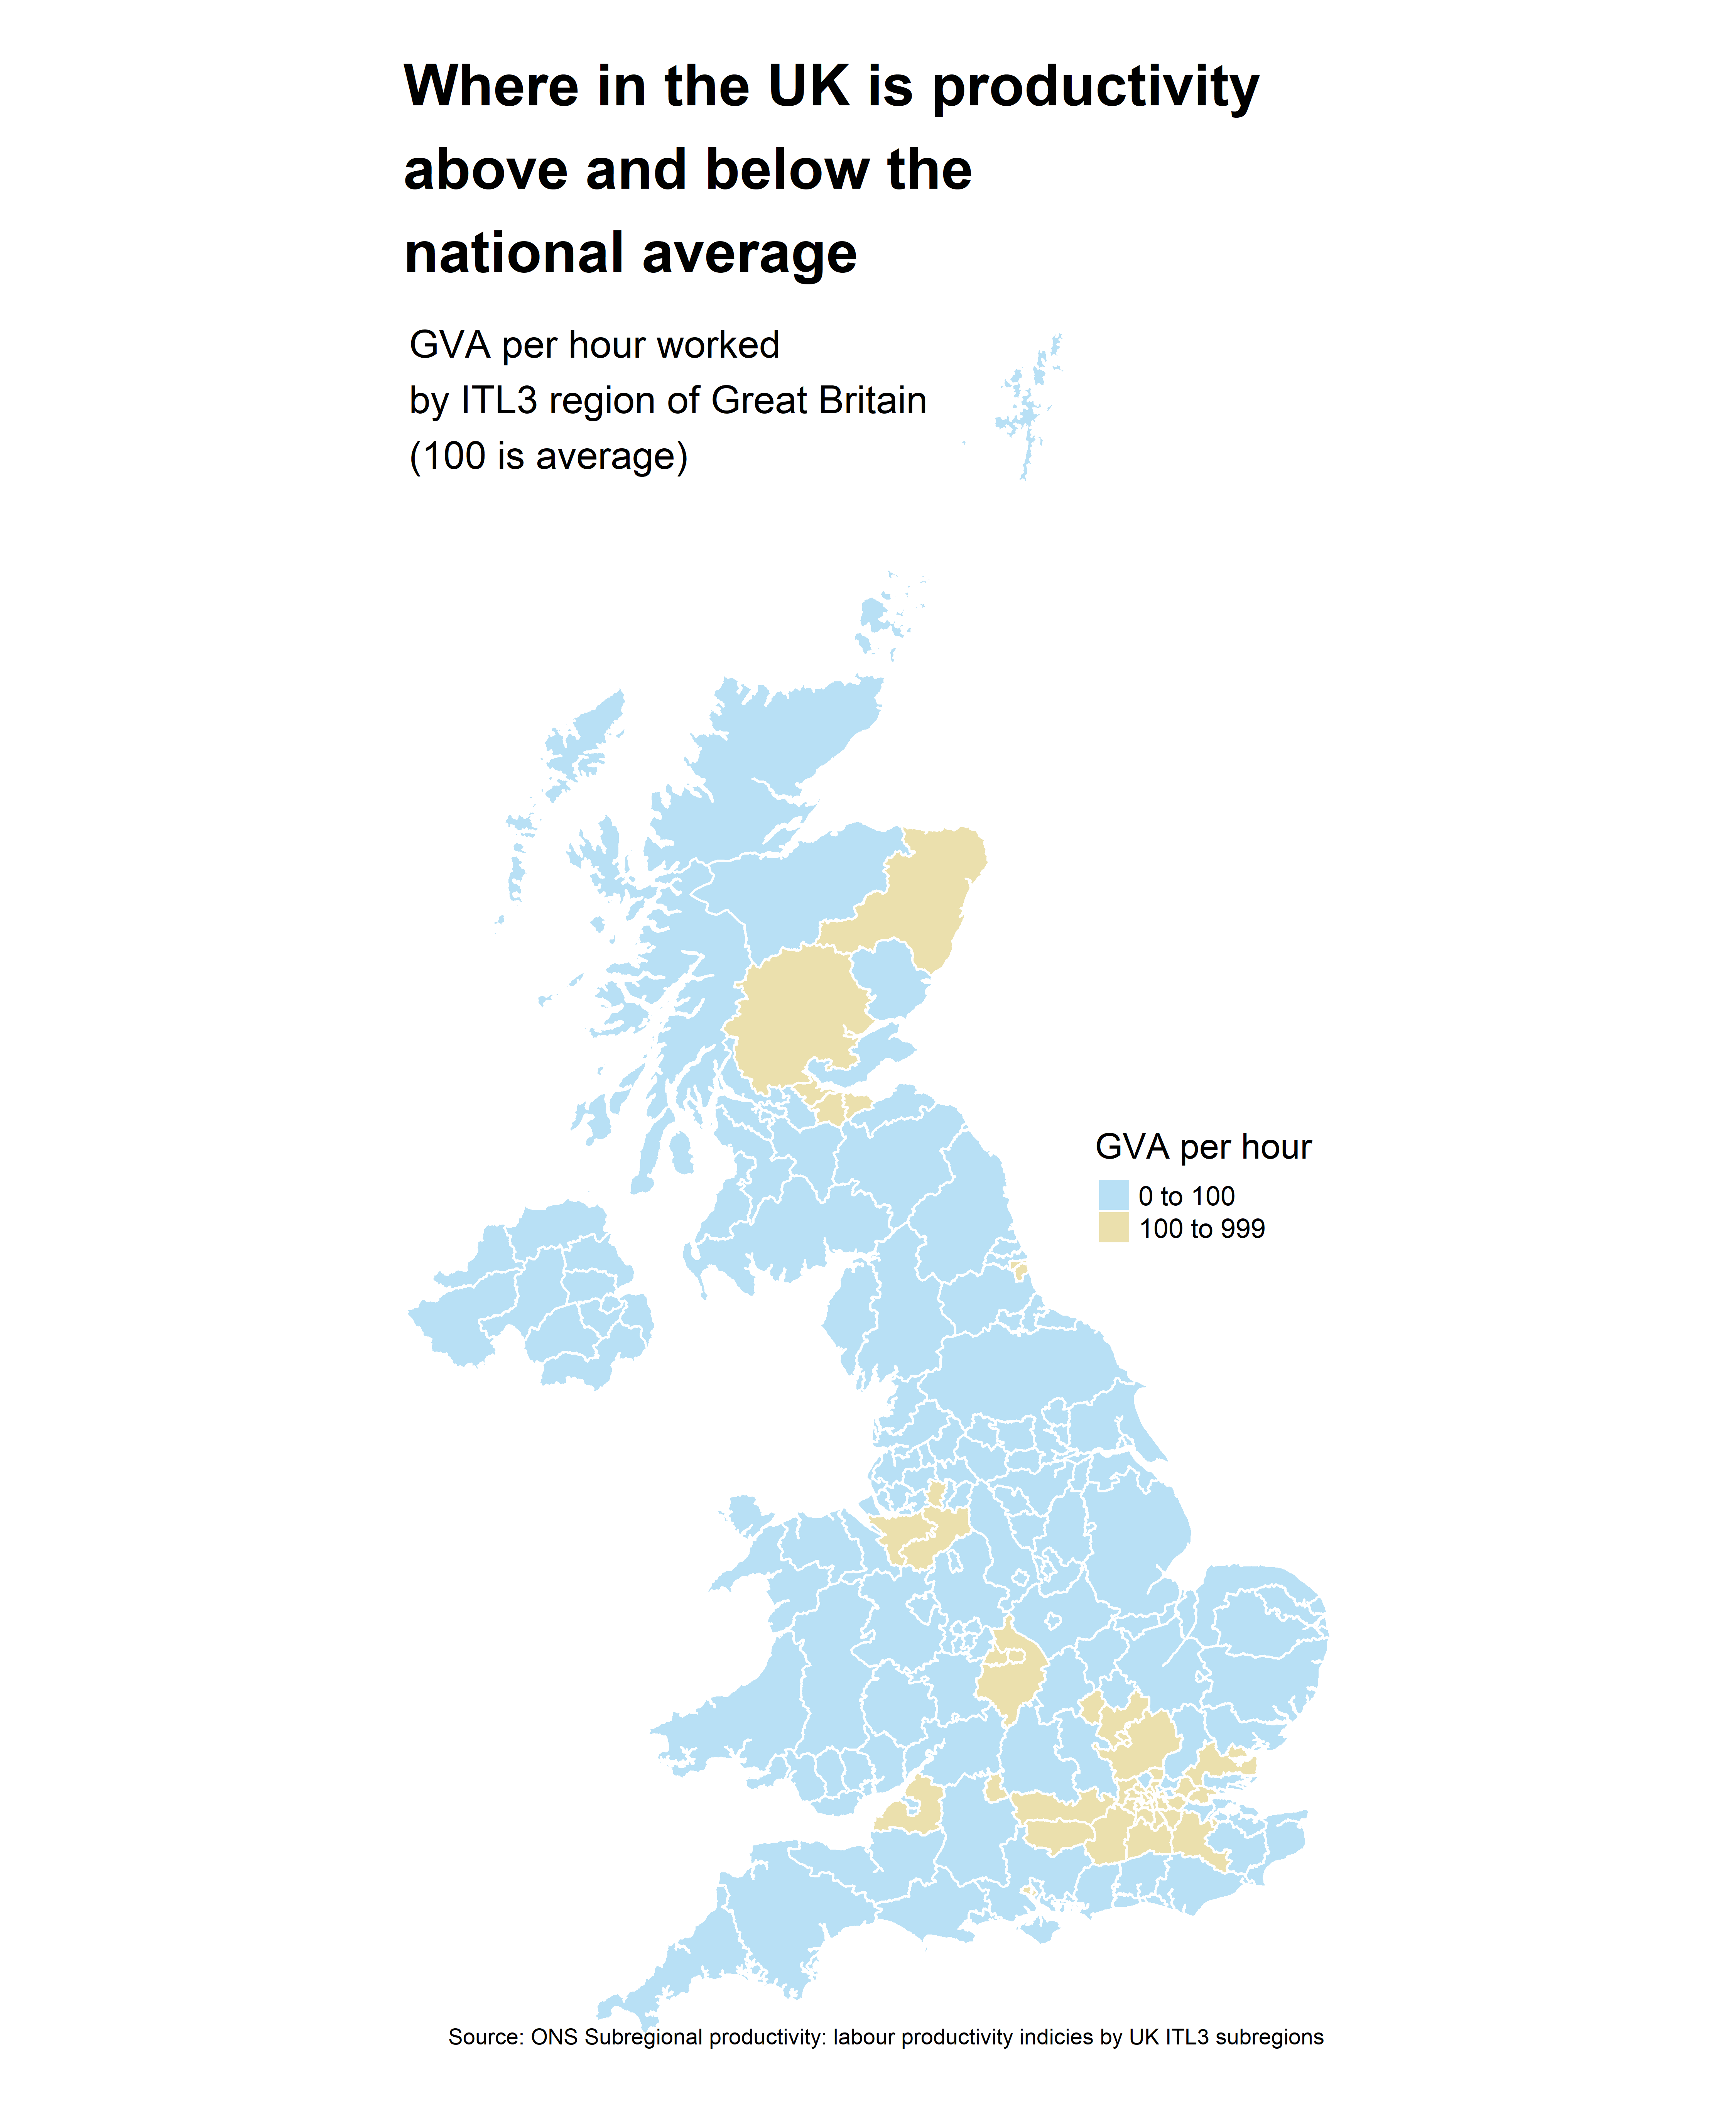 Where in the UK is productivity
above and below the
national average
GVA per hour worked
by ITL3 region of Great Britain
(100 is average)
GVA per hour
0 to 100
100 to 999
Source: ONS Subregional productivity: labour productivity indicies by UK ITL3 subregions